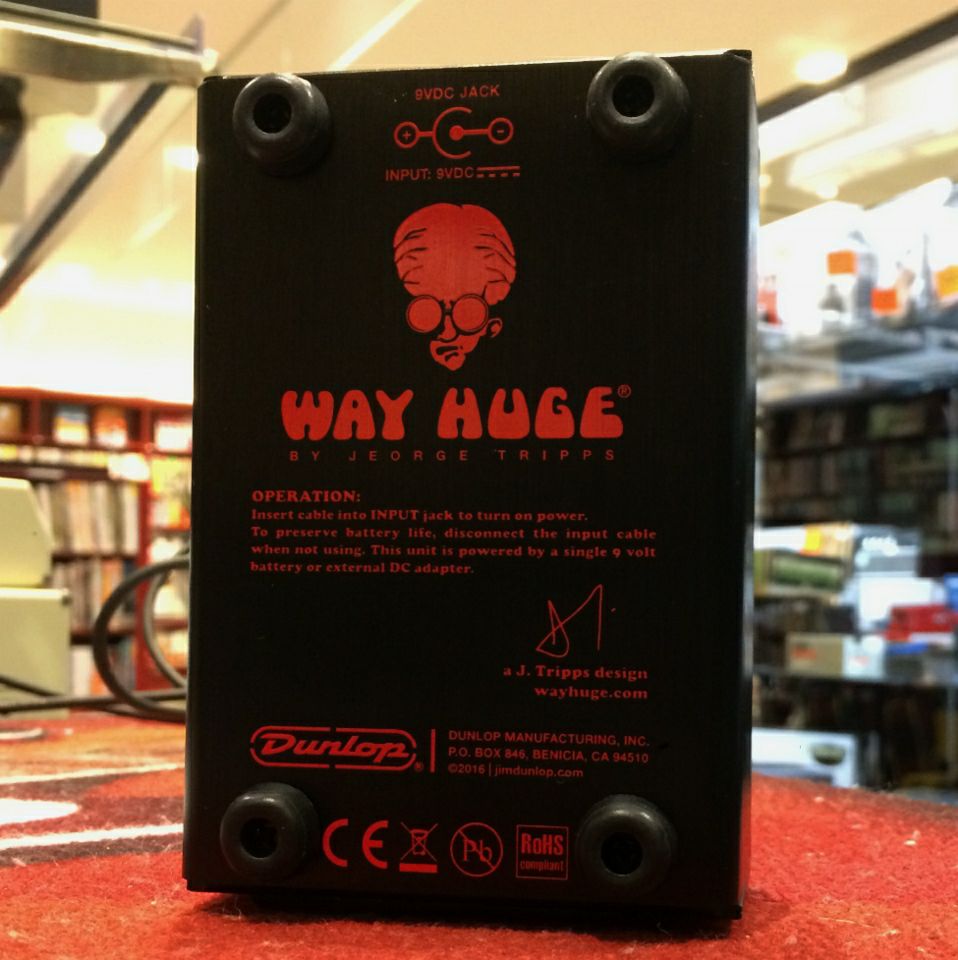 9VDC JACK
+ -
INPUT: 9VDC
WAY HUGE®
BY JEORGE TRIPPS
OPERATION:
Insert cable into INPUT jack to turn on power.
To preserve battery life, disconnect the input cable
when not using. This unit is powered by a single 9 volt
battery or external DC adapter.
a J. Tripps design
wayhuge.com
Dunlop®
DUNLOP MANUFACTURING, INC.
P.O. BOX 846, BENICIA, CA 94510
©2016 | jimdunlop.com
CE
Pb
RoHS
compliant